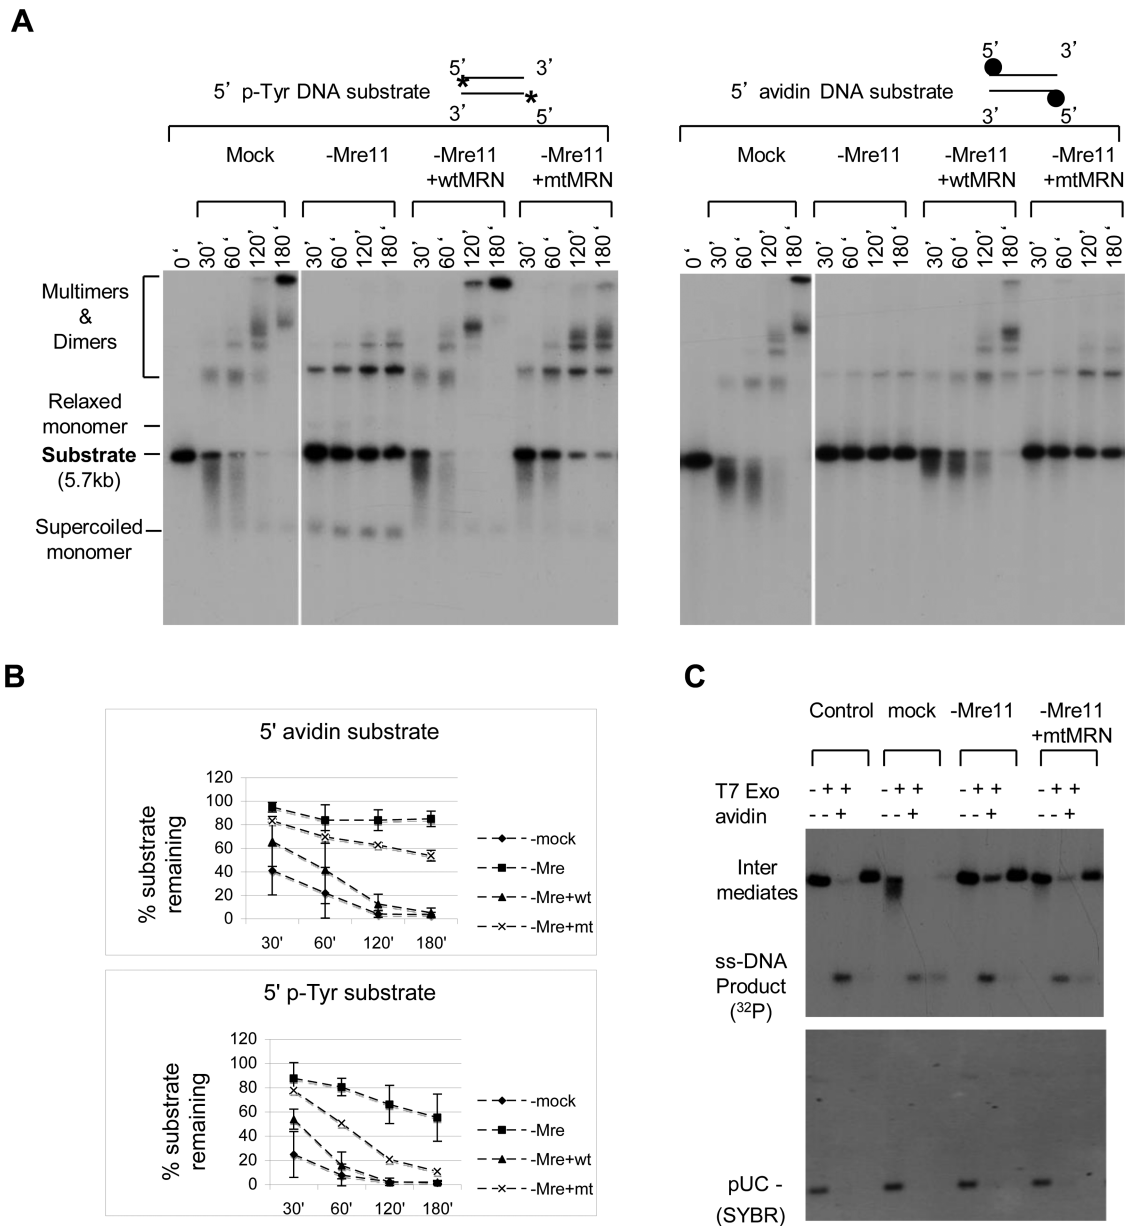 A
5’ p-Tyr DNA substrate
5’ 3’
* *
3’ 5’
5’ avidin DNA substrate
5’ 3’
3’ 5’
Mock -Mre11 -Mre11 +wtMRN -Mre11 +mtMRN
Mock -Mre11 -Mre11 +wtMRN -Mre11 +mtMRN
0‘ 30’ 60‘ 120’ 180‘ 30’ 60‘ 120’ 180‘ 30’ 60‘ 120’ 180‘ 30’ 60‘ 120’ 180‘
0‘ 30’ 60‘ 120’ 180‘ 30’ 60‘ 120’ 180‘ 30’ 60‘ 120’ 180‘ 30’ 60‘ 120’ 180‘
Multimers
&
Dimers
Relaxed
monomer
Substrate
(5.7kb)
Supercoiled
monomer
B
5' avidin substrate
% substrate
remaining
120
100
80
60
40
20
0
30' 60' 120' 180'
-mock
-Mre
-Mre+wt
-Mre+mt
5' p-Tyr substrate
% substrate
remaining
120
100
80
60
40
20
0
30' 60' 120' 180'
-mock
-Mre
-Mre+wt
-Mre+mt
C
Control mock -Mre11 -Mre11
+mtMRN
T7 Exo - + + - + + - + + - + +
avidin - - + - - + - - + - - +
Inter
mediates
ss-DNA
Product
(32P)
pUC -
(SYBR)